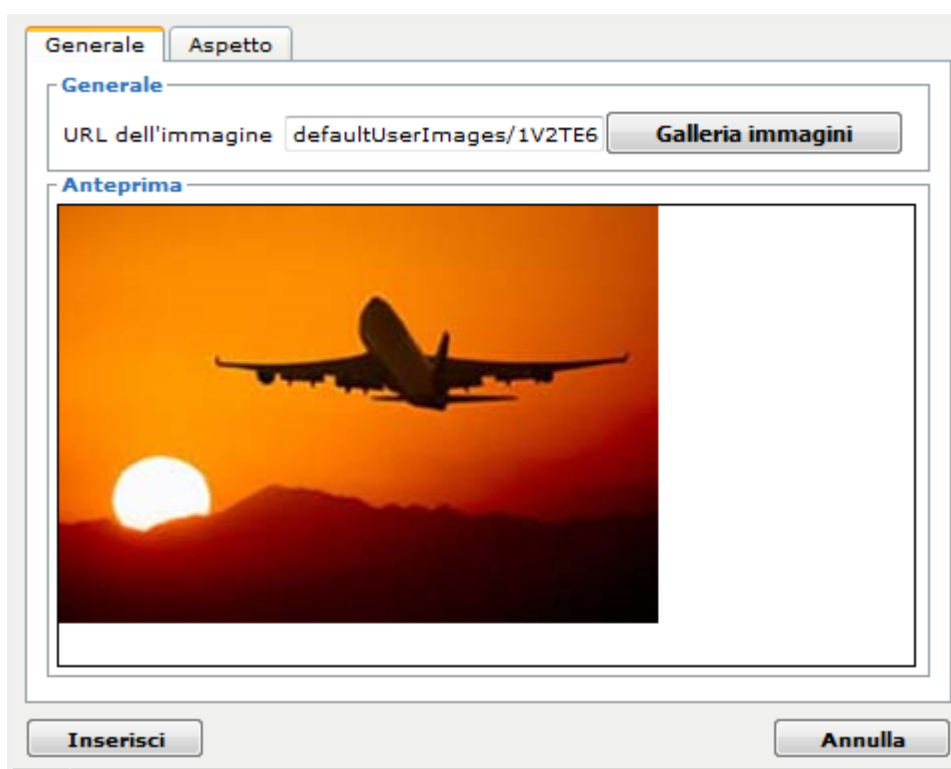 Generale Aspetto
Generale
URL dell'immagine defaultUserImages/1V2TE6 Galleria immagini
Anteprima
Inserisci Annulla